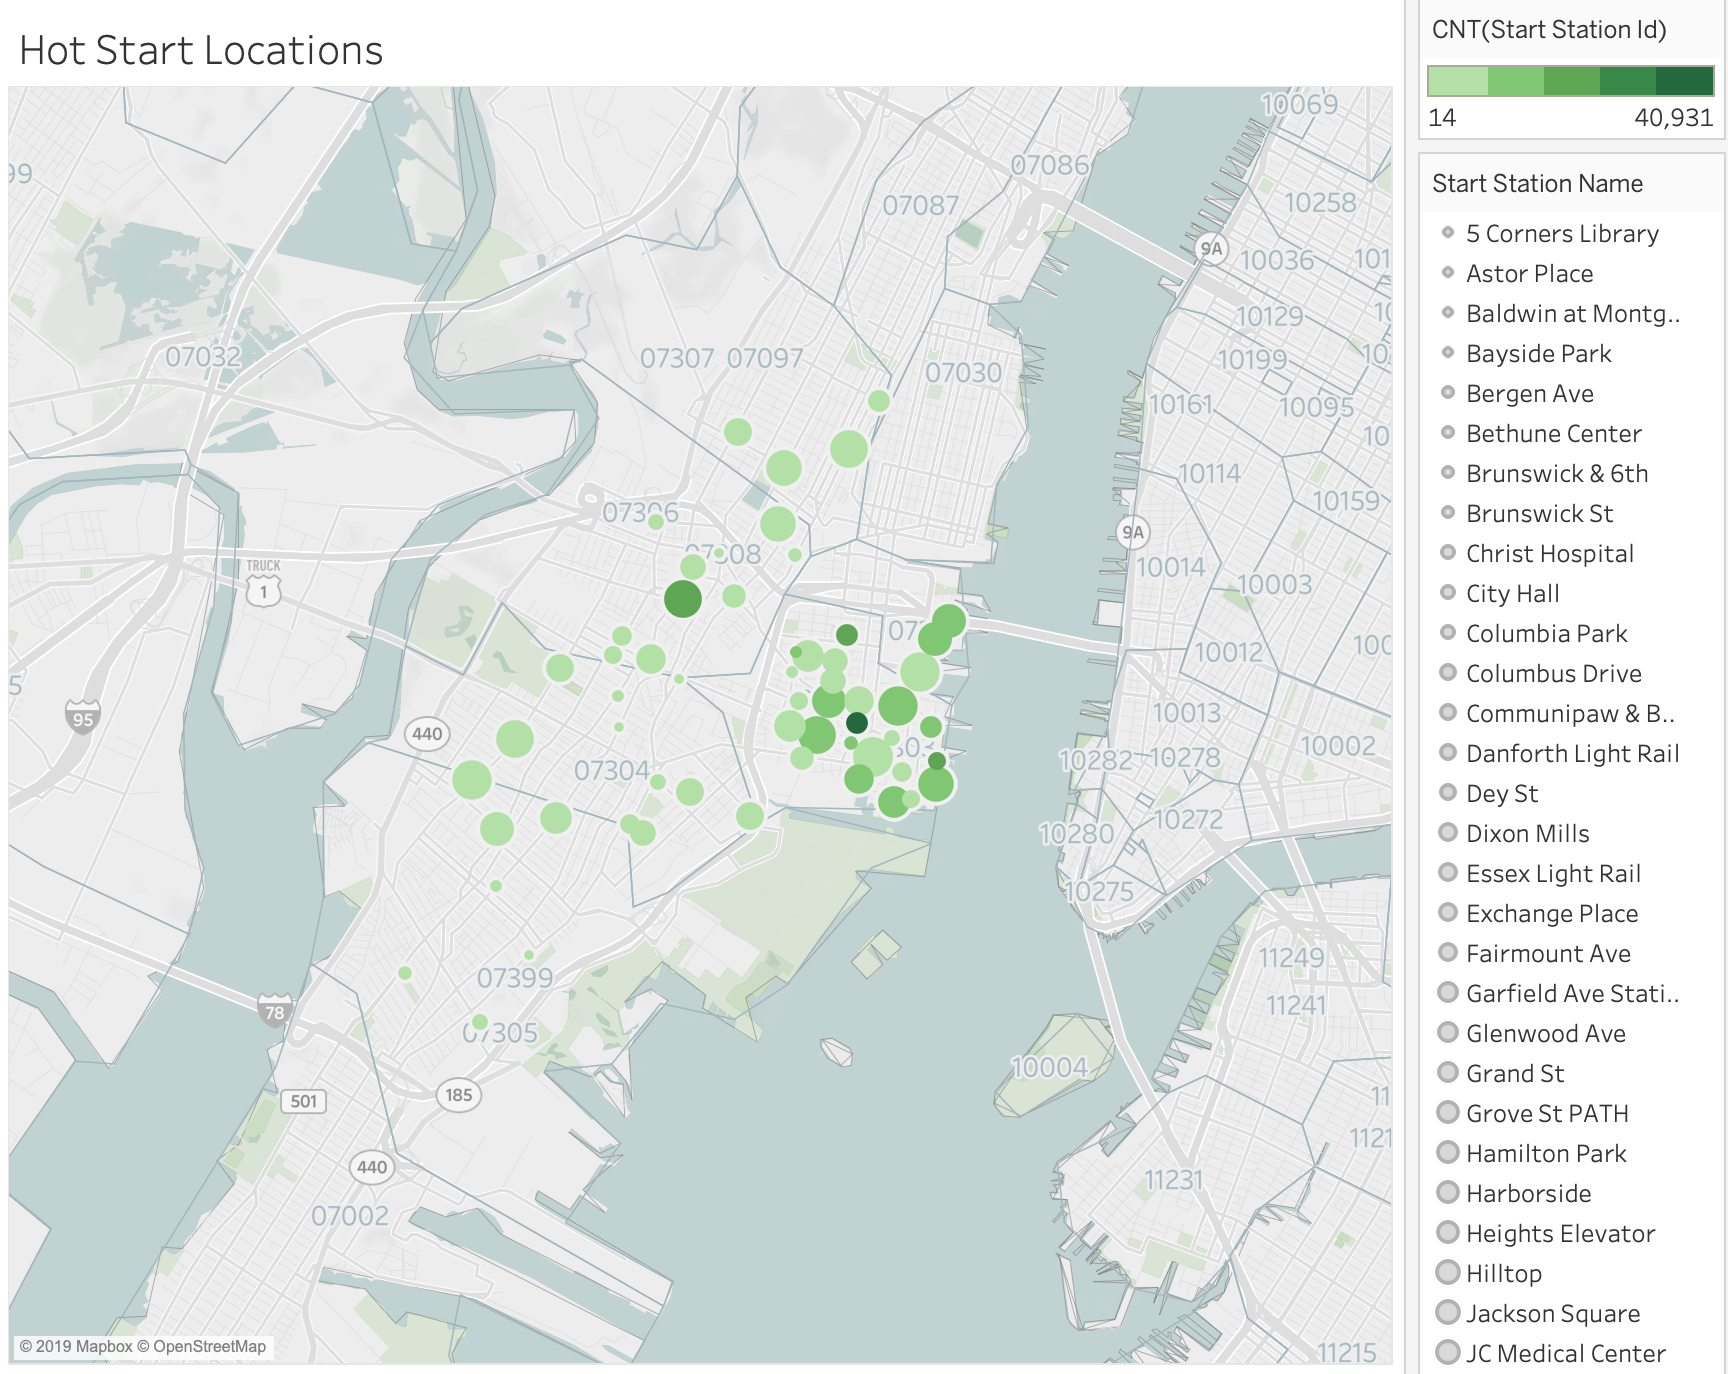 Hot Start Locations
CNT(Start Station Id)
14
40,931
Start Station Name
5 Corners Library
Astor Place
Baldwin at Montg..
Bayside Park
Bergen Ave
Bethune Center
Brunswick & 6th
Brunswick St
Christ Hospital
City Hall
Columbia Park
Columbus Drive
Communipaw & B..
Danforth Light Rail
Dey St
Dixon Mills
Essex Light Rail
Exchange Place
Fairmount Ave
Garfield Ave Stati..
Glenwood Ave
Grand St
Grove St PATH
Hamilton Park
Harborside
Heights Elevator
Hilltop
Jackson Square
JC Medical Center
10069
07086
99
07087
10258
9A
10036
101
10129
07032
07307 07097
10199
07030
10161
10095
10
10114
07306
10159
9A
10014
TRUCK
1
10003
10012
100
5
95
440
10013
10002
07304
10282
10278
10280
10272
10275
11249
07399
11241
78
07305
10004
501
185
11
1121
440
11231
07002
11215
© 2019 Mapbox © OpenStreetMap